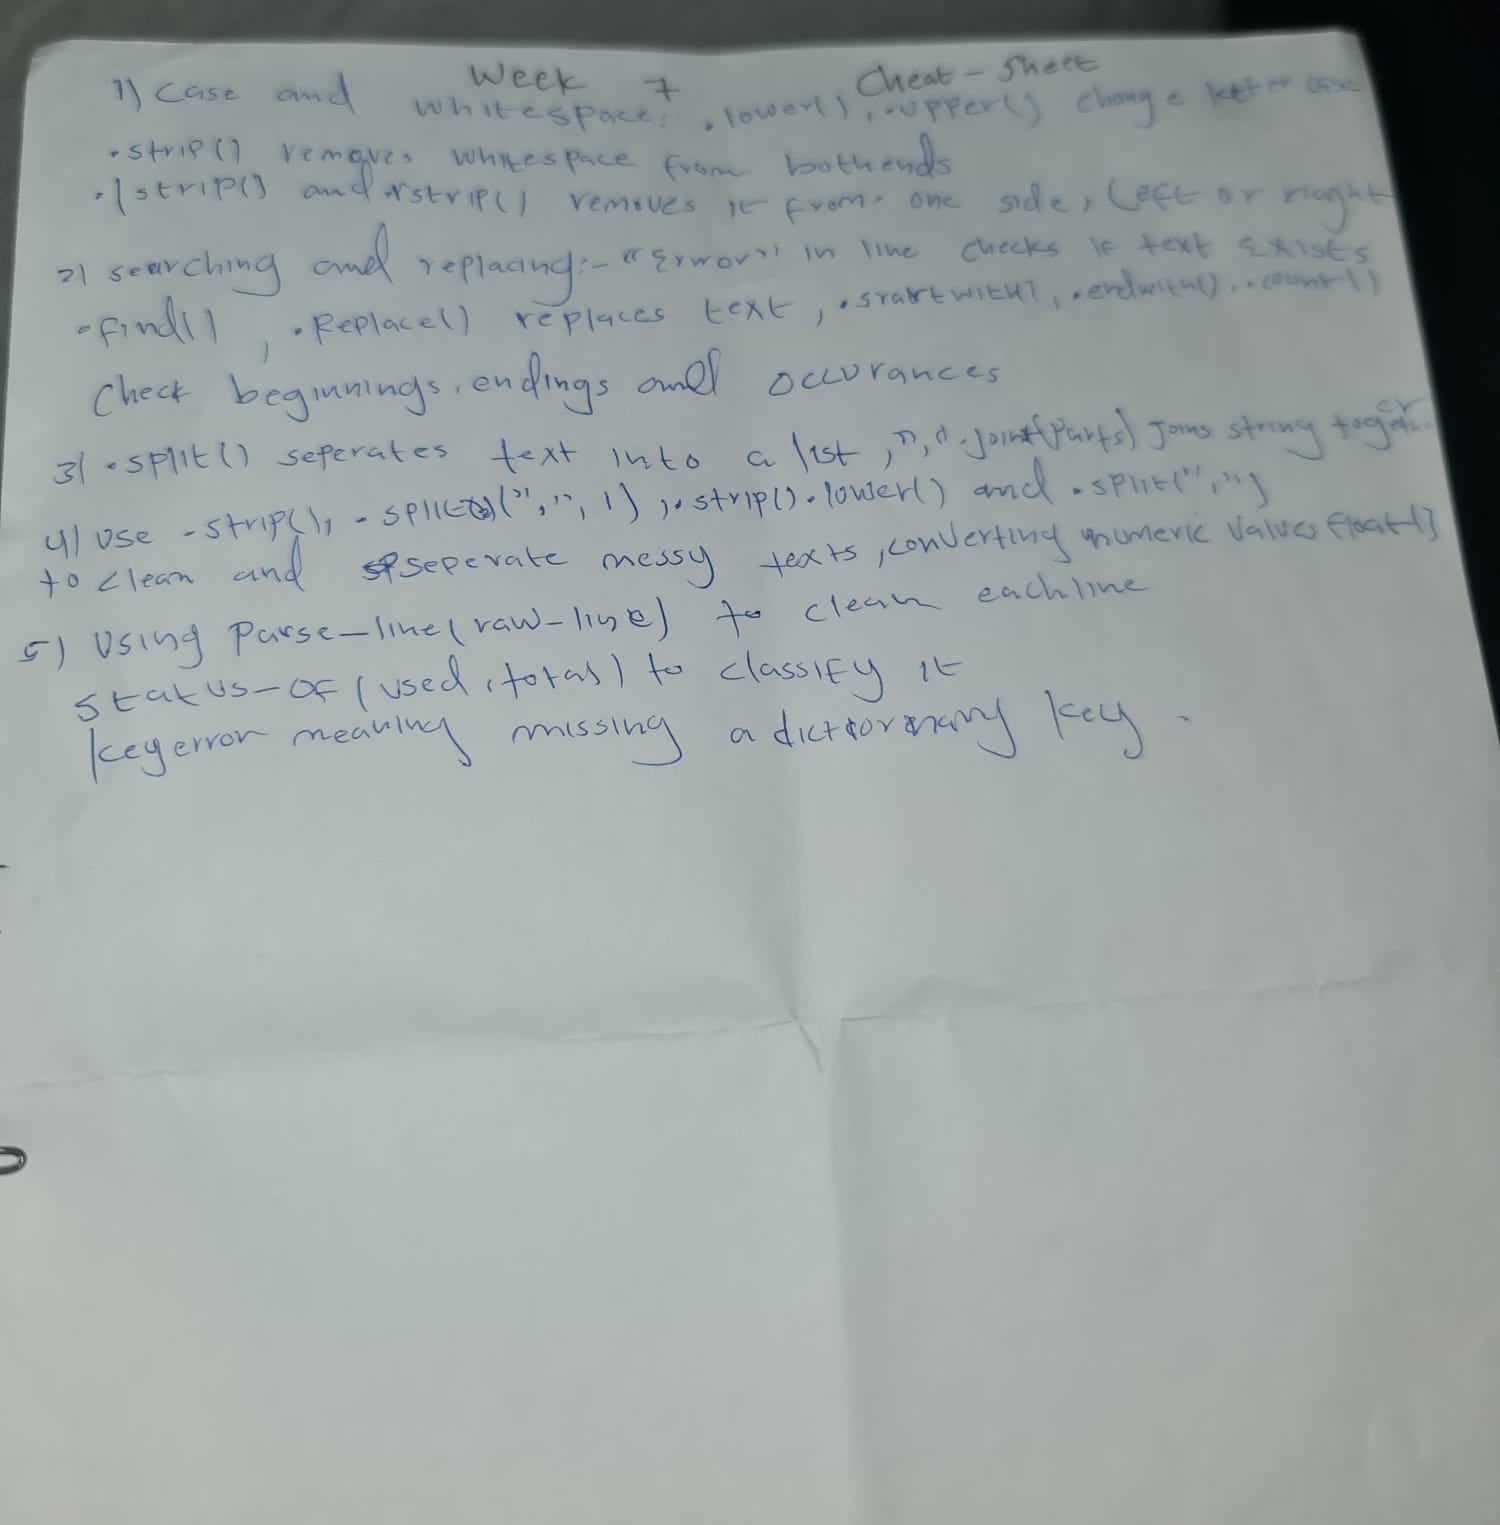 Week 7 Cheat-Sheet
1) case and whitespace: .lower(), .upper() change letter case
.strip() removes whitespace from both ends
.lstrip() and rstrip() removes it from one side, left or right
2) searching and replacing:- "Error" in line checks if text exists
.find() , .Replace() replaces text, .startwith(), .endwith(). .count()
Check beginnings, endings and occurances
3) .split() seperates text into a list, ",".joint(parts) joins string together
4) Use .strip(), .split(",", 1), .strip().lower() and .split(",")
to clean and seperate messy texts, converting numeric values float()
5) Using Parse_line(raw_line) to clean each line
status_of(used, total) to classify it
keyerror meaning missing a dictionary key.